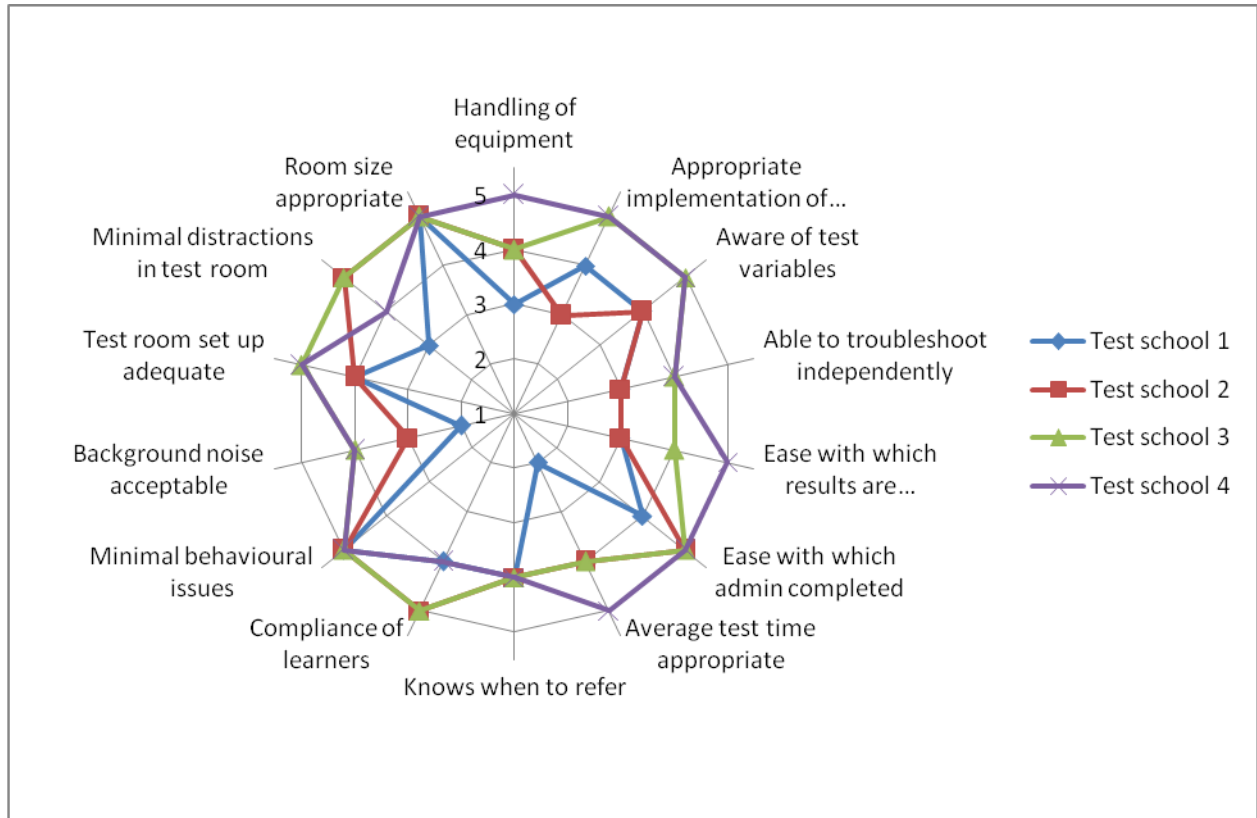 Handling of
equipment
Appropriate
implementation of...
Aware of test
variables
Able to troubleshoot
independently
Ease with which
results are...
Ease with which
admin completed
Average test time
appropriate
Knows when to refer
Compliance of
learners
Minimal behavioural
issues
Background noise
acceptable
Test room set up
adequate
Minimal distractions
in test room
Room size
appropriate
5
4
3
2
1
Test school 1
Test school 2
Test school 3
Test school 4